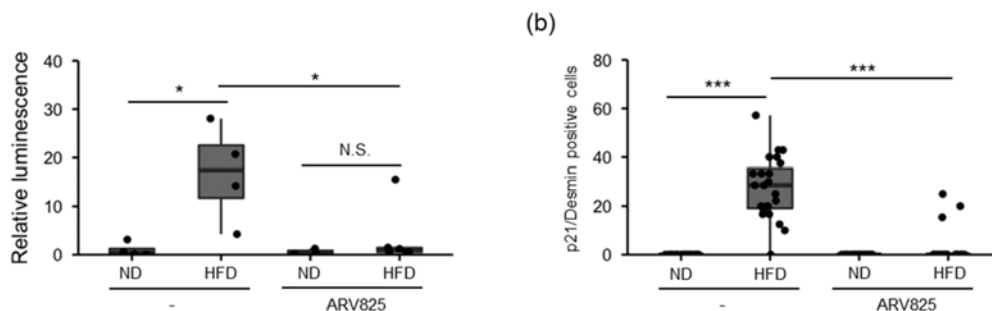 Relative luminescence
40
30
20
10
0
*
*
N.S.
ND
HFD
ND
HFD
-
ARV825
(b)
p21/Desmin positive cells
80
60
40
20
0
***
***
ND
HFD
ND
HFD
-
ARV825